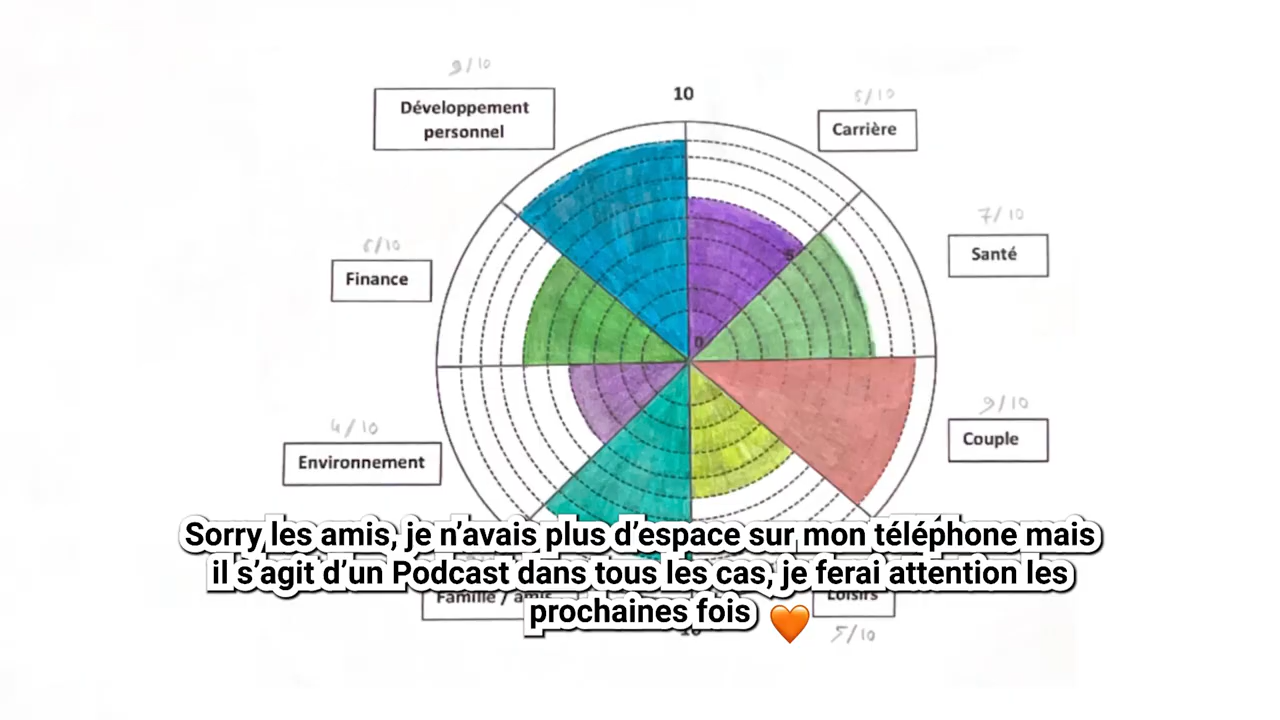 9/10
Développement
personnel
10
6/10
Carrière
7/10
Santé
6/10
Finance
5
0
9/10
Couple
4/10
Environnement
Sorry les amis, je n’avais plus d’espace sur mon téléphone mais
il s’agit d’un Podcast dans tous les cas, je ferai attention les
prochaines fois 🧡
Famille / amis
Loisirs
10
5/10